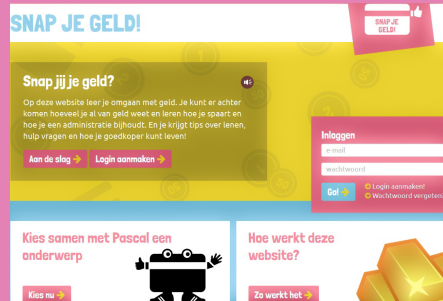 SNAP JE GELD!
SNAP JE
GELD!
Snap jij je geld?
Op deze website leer je omgaan met geld. Je kunt er achter
komen hoeveel je al van geld weet en leren hoe je spaart en
hoe je een administratie bijhoudt. En je krijgt tips over lenen,
hulp vragen en hoe je goedkoper kunt leven!
Aan de slag → Login aanmaken →
Inloggen
e-mail
wachtwoord
Go! → Login aanmaken!
Wachtwoord vergeten
Kies samen met Pascal een
onderwerp
Kies nu →
Hoe werkt deze
website?
Zo werkt het →